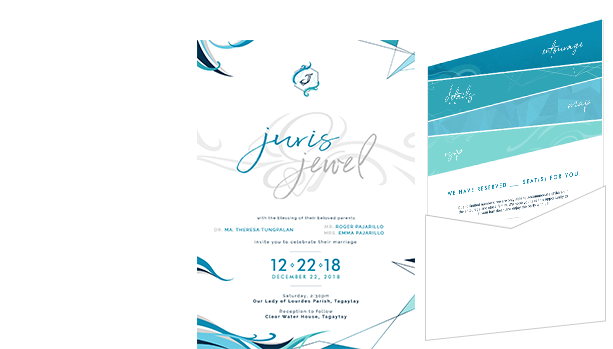 J
juris
jewel
with the blessing of their beloved parents
DR. MA. THERESA TUNGPALAN
MR. ROGER PAJARILLO
MRS. EMMA PAJARILLO
invite you to celebrate their marriage
12 22 18
DECEMBER 22, 2018
Saturday, 2:30pm
Our Lady of Lourdes Parish, Tagaytay
Reception to follow
Clear Water House, Tagaytay
entourage
details
map
rsvp
WE HAVE RESERVED ___ SEAT(S) FOR YOU